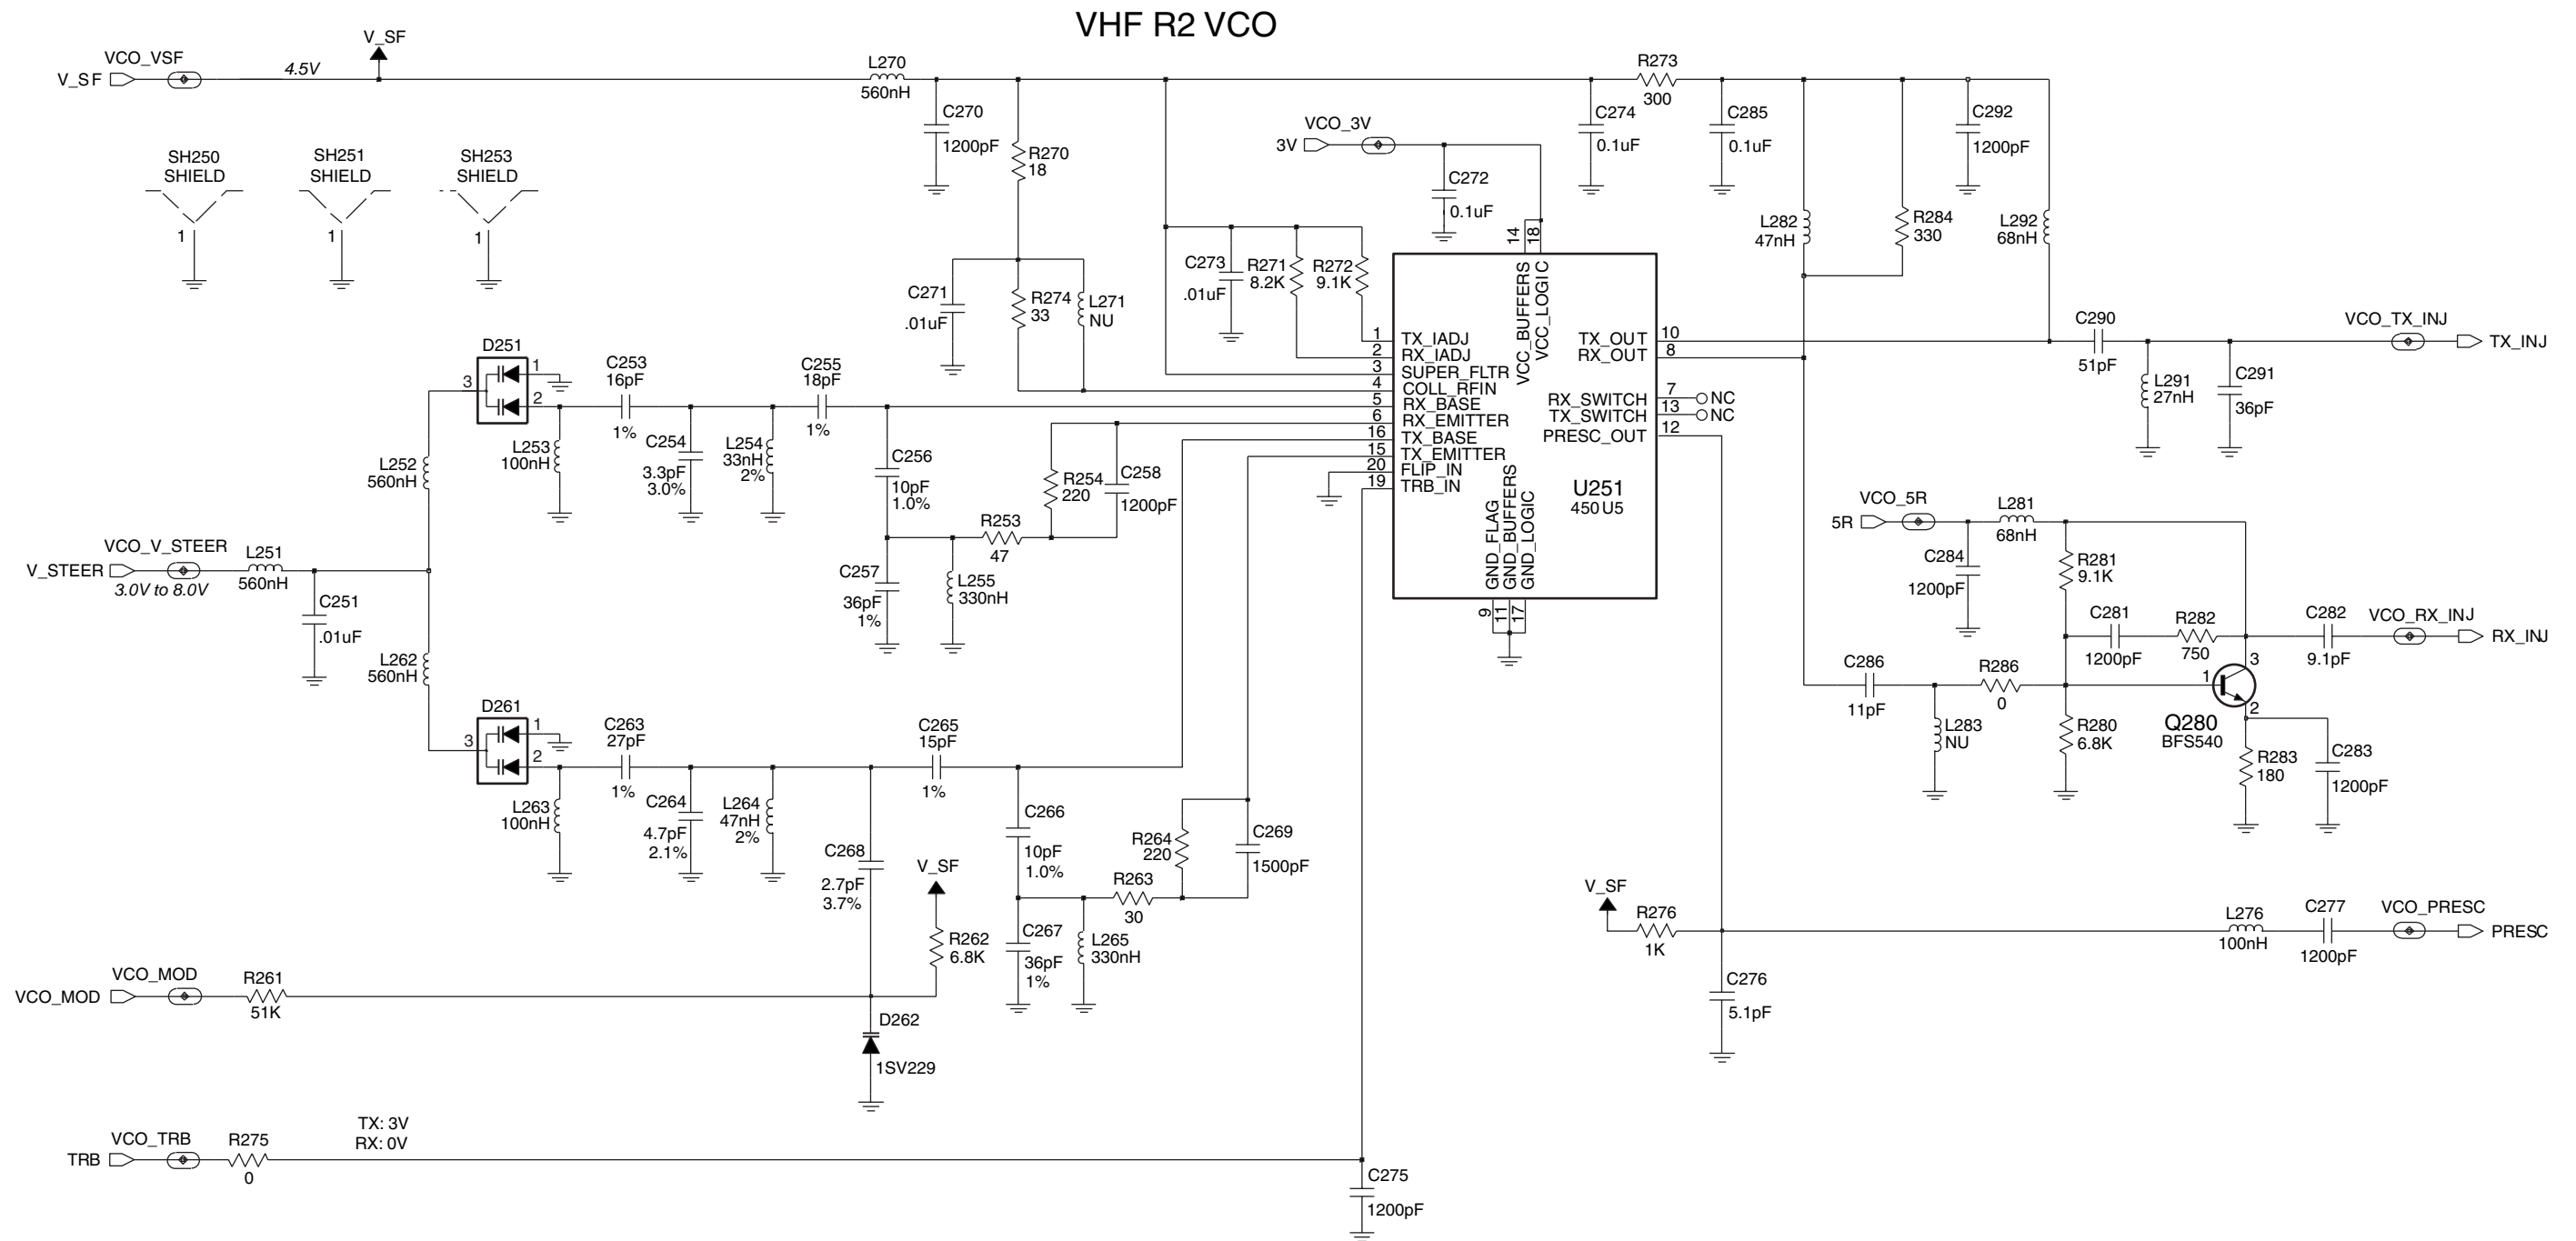 VHF R2 VCO
VCO_VSF
V_SF
4.5V
V_SF
L270
560nH
C270
1200pF
R270
18
R273
300
C274
0.1uF
C285
0.1uF
C292
1200pF
VCO_3V
3V
C272
0.1uF
SH250
SHIELD
1
SH251
SHIELD
1
SH253
SHIELD
1
L282
47nH
R284
330
L292
68nH
C271
.01uF
R274
33
L271
NU
C273
.01uF
R271
8.2K
R272
9.1K
14
18
VCC_BUFFERS
VCC_LOGIC
1 TX_IADJ
2 RX_IADJ
3 SUPER_FLTR
4 COLL_RFIN
5 RX_BASE
6 RX_EMITTER
16 TX_BASE
15 TX_EMITTER
20 FLIP_IN
19 TRB_IN
TX_OUT 10
RX_OUT 8
RX_SWITCH 7 NC
TX_SWITCH 13 NC
PRESC_OUT 12
U251
450U5
GND_FLAG
GND_BUFFERS
GND_LOGIC
9
11
17
C290
51pF
VCO_TX_INJ
TX_INJ
L291
27nH
C291
36pF
D251
3
1
2
C253
16pF
1%
C255
18pF
1%
L253
100nH
C254
3.3pF
3.0%
L254
33nH
2%
C256
10pF
1.0%
R254
220
C258
1200pF
R253
47
C257
36pF
1%
L255
330nH
L252
560nH
VCO_V_STEER
V_STEER
3.0V to 8.0V
L251
560nH
C251
.01uF
L262
560nH
VCO_5R
5R
L281
68nH
C284
1200pF
R281
9.1K
C281
1200pF
R282
750
C282
9.1pF
VCO_RX_INJ
RX_INJ
C286
11pF
R286
0
L283
NU
R280
6.8K
1
3
2
Q280
BFS540
R283
180
C283
1200pF
D261
3
1
2
C263
27pF
1%
C265
15pF
1%
L263
100nH
C264
4.7pF
2.1%
L264
47nH
2%
C268
2.7pF
3.7%
V_SF
R262
6.8K
C266
10pF
1.0%
R264
220
C269
1500pF
R263
30
C267
36pF
1%
L265
330nH
V_SF
R276
1K
L276
100nH
C277
1200pF
VCO_PRESC
PRESC
C276
5.1pF
VCO_MOD
VCO_MOD
R261
51K
D262
1SV229
TX: 3V
RX: 0V
VCO_TRB
TRB
R275
0
C275
1200pF